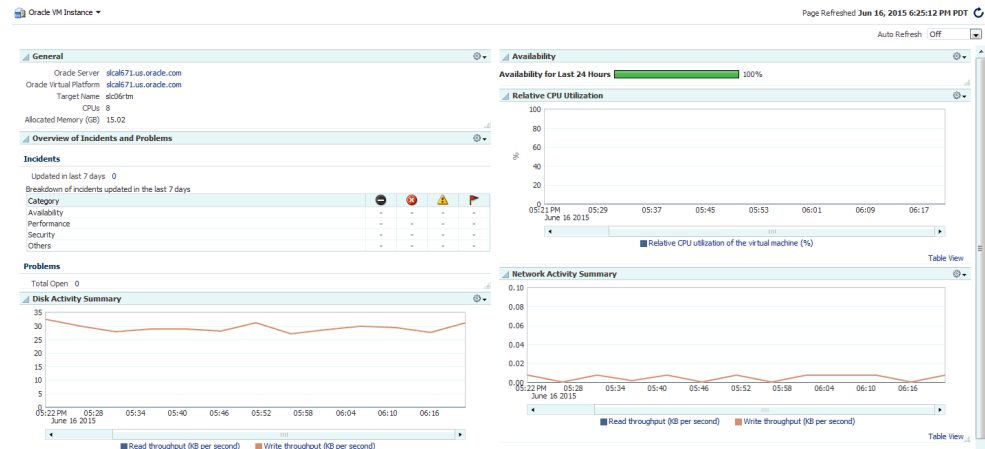 Oracle VM Instance
Page Refreshed Jun 16, 2015 6:25:12 PM PDT
Auto Refresh Off
General
Oracle Server slcal671.us.oracle.com
Oracle Virtual Platform slcal671.us.oracle.com
Target Name slc06rtm
CPUs 8
Allocated Memory (GB) 15.02
Overview of Incidents and Problems
Incidents
Updated in last 7 days 0
Breakdown of incidents updated in the last 7 days
Category
Availability - - - -
Performance - - - -
Security - - - -
Others - - - -
Problems
Total Open 0
Disk Activity Summary
35
30
25
20
15
10
5
0
05:22 PM 05:28 05:34 05:40 05:46 05:52 05:58 06:04 06:10 06:16
June 16 2015
Read throughput (KB per second) Write throughput (KB per second)
Availability
Availability for Last 24 Hours 100%
Relative CPU Utilization
100
80
60
40
20
0
%
05:21 PM 05:29 05:37 05:45 05:53 06:01 06:09 06:17
June 16 2015
Relative CPU utilization of the virtual machine (%)
Table View
Network Activity Summary
0.10
0.08
0.06
0.04
0.02
0.00
05:22 PM 05:28 05:34 05:40 05:46 05:52 05:58 06:04 06:10 06:16
June 16 2015
Read throughput (KB per second) Write throughput (KB per second)
Table View